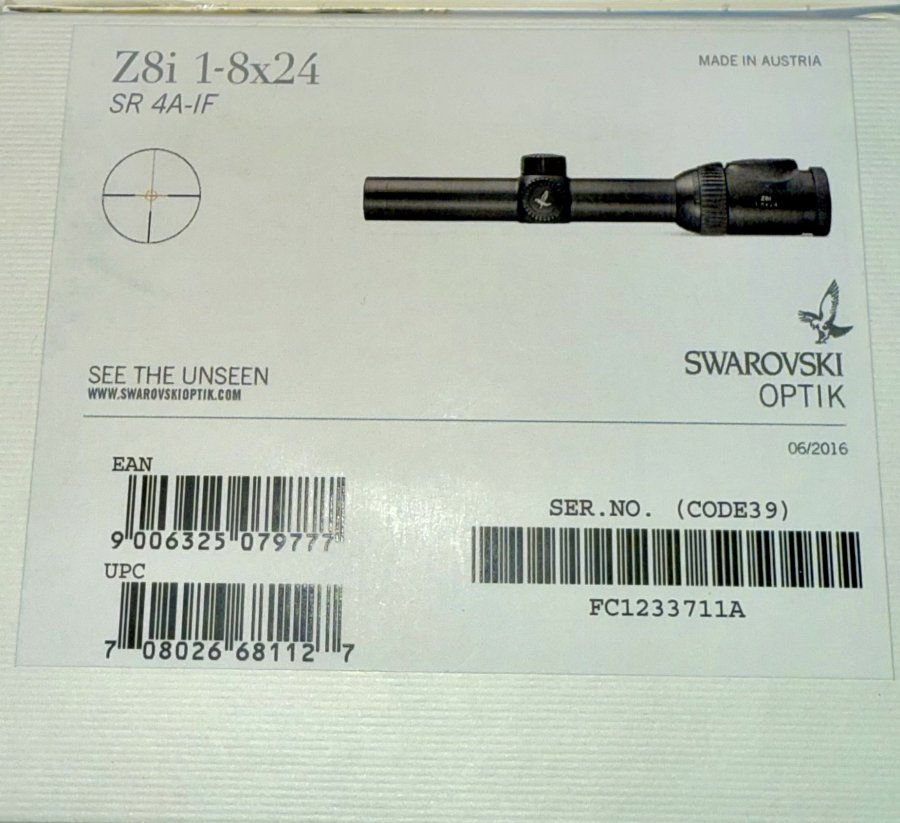 Z8i 1-8x24
MADE IN AUSTRIA
SR 4A-IF
Z8i
SEE THE UNSEEN
WWW.SWAROVSKIOPTIK.COM
SWAROVSKI
OPTIK
06/2016
EAN
9 006325 079777
UPC
7 08026 68112 7
SER.NO. (CODE39)
FC1233711A